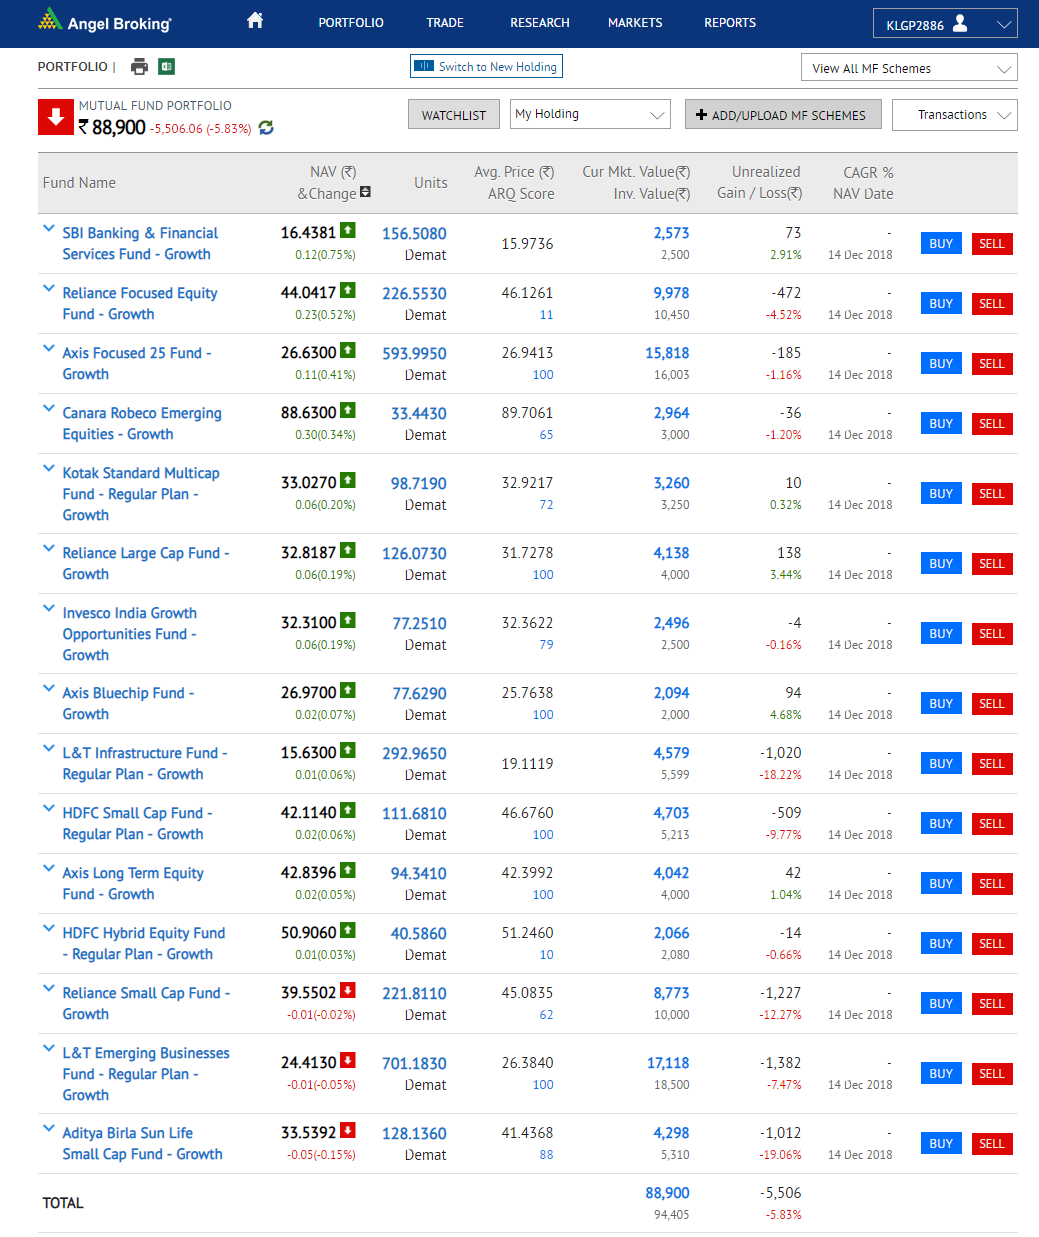 Angel Broking
PORTFOLIO TRADE RESEARCH MARKETS REPORTS KLGP2886
PORTFOLIO | Switch to New Holding View All MF Schemes
MUTUAL FUND PORTFOLIO
₹ 88,900 -5,506.06 (-5.83%) WATCHLIST My Holding + ADD/UPLOAD MF SCHEMES Transactions
Fund Name NAV (₹) &Change Units Avg. Price (₹) ARQ Score Cur Mkt. Value(₹) Inv. Value(₹) Unrealized Gain / Loss(₹) CAGR % NAV Date
SBI Banking & Financial 16.4381 156.5080 15.9736 2,573 73 - BUY SELL
Services Fund - Growth 0.12(0.75%) Demat 2,500 2.91% 14 Dec 2018
Reliance Focused Equity 44.0417 226.5530 46.1261 9,978 -472 - BUY SELL
Fund - Growth 0.23(0.52%) Demat 11 10,450 -4.52% 14 Dec 2018
Axis Focused 25 Fund - 26.6300 593.9950 26.9413 15,818 -185 - BUY SELL
Growth 0.11(0.41%) Demat 100 16,003 -1.16% 14 Dec 2018
Canara Robeco Emerging 88.6300 33.4430 89.7061 2,964 -36 - BUY SELL
Equities - Growth 0.30(0.34%) Demat 65 3,000 -1.20% 14 Dec 2018
Kotak Standard Multicap 33.0270 98.7190 32.9217 3,260 10 - BUY SELL
Fund - Regular Plan - 0.06(0.20%) Demat 72 3,250 0.32% 14 Dec 2018
Growth
Reliance Large Cap Fund - 32.8187 126.0730 31.7278 4,138 138 - BUY SELL
Growth 0.06(0.19%) Demat 100 4,000 3.44% 14 Dec 2018
Invesco India Growth 32.3100 77.2510 32.3622 2,496 -4 - BUY SELL
Opportunities Fund - 0.06(0.19%) Demat 79 2,500 -0.16% 14 Dec 2018
Growth
Axis Bluechip Fund - 26.9700 77.6290 25.7638 2,094 94 - BUY SELL
Growth 0.02(0.07%) Demat 100 2,000 4.68% 14 Dec 2018
L&T Infrastructure Fund - 15.6300 292.9650 19.1119 4,579 -1,020 - BUY SELL
Regular Plan - Growth 0.01(0.06%) Demat 5,599 -18.22% 14 Dec 2018
HDFC Small Cap Fund - 42.1140 111.6810 46.6760 4,703 -509 - BUY SELL
Regular Plan - Growth 0.02(0.06%) Demat 100 5,213 -9.77% 14 Dec 2018
Axis Long Term Equity 42.8396 94.3410 42.3992 4,042 42 - BUY SELL
Fund - Growth 0.02(0.05%) Demat 100 4,000 1.04% 14 Dec 2018
HDFC Hybrid Equity Fund 50.9060 40.5860 51.2460 2,066 -14 - BUY SELL
- Regular Plan - Growth 0.01(0.03%) Demat 10 2,080 -0.66% 14 Dec 2018
Reliance Small Cap Fund - 39.5502 221.8110 45.0835 8,773 -1,227 - BUY SELL
Growth -0.01(-0.02%) Demat 62 10,000 -12.27% 14 Dec 2018
L&T Emerging Businesses 24.4130 701.1830 26.3840 17,118 -1,382 - BUY SELL
Fund - Regular Plan - -0.01(-0.05%) Demat 100 18,500 -7.47% 14 Dec 2018
Growth
Aditya Birla Sun Life 33.5392 128.1360 41.4368 4,298 -1,012 - BUY SELL
Small Cap Fund - Growth -0.05(-0.15%) Demat 88 5,310 -19.06% 14 Dec 2018
TOTAL 88,900 -5,506
94,405 -5.83%